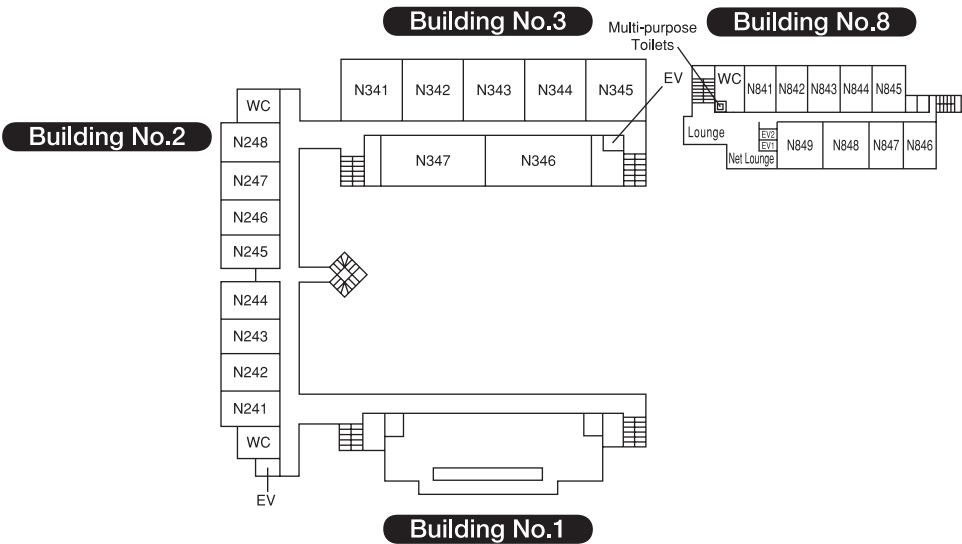 Building No.3
Building No.8
Multi-purpose
Toilets
EV
N341
N342
N343
N344
N345
N347
N346
WC
N841
N842
N843
N844
N845
Lounge
Net Lounge
EV2
EV1
N849
N848
N847
N846
Building No.2
WC
N248
N247
N246
N245
N244
N243
N242
N241
WC
EV
Building No.1